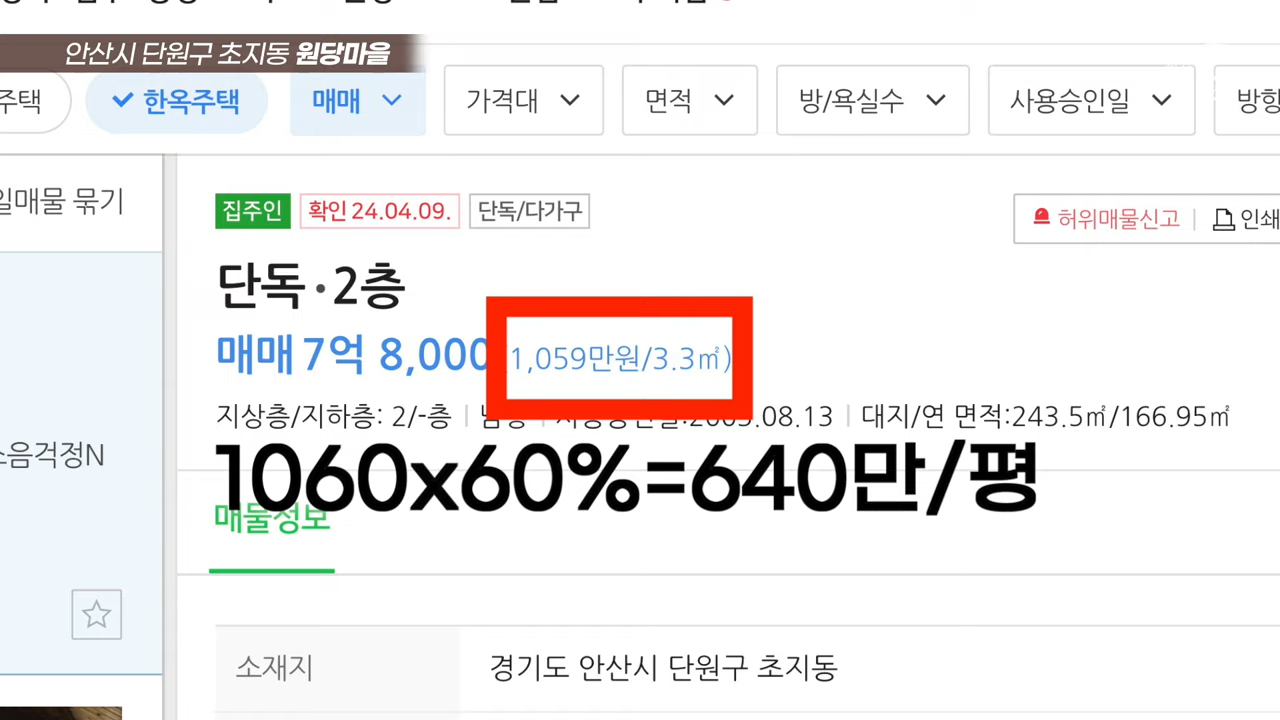 안산시 단원구 초지동 원당마을
주택
한옥주택
매매
가격대
면적
방/욕실수
사용승인일
방향
일매물 묶기
집주인
확인 24.04.09.
단독/다가구
허위매물신고
인쇄
단독·2층
매매 7억 8,000
1,059만원/3.3㎡)
지상층/지하층: 2/-층
08.13
대지/연 면적:243.5㎡/166.95㎡
소음걱정N
1060x60%=640만/평
매물정보
소재지
경기도 안산시 단원구 초지동